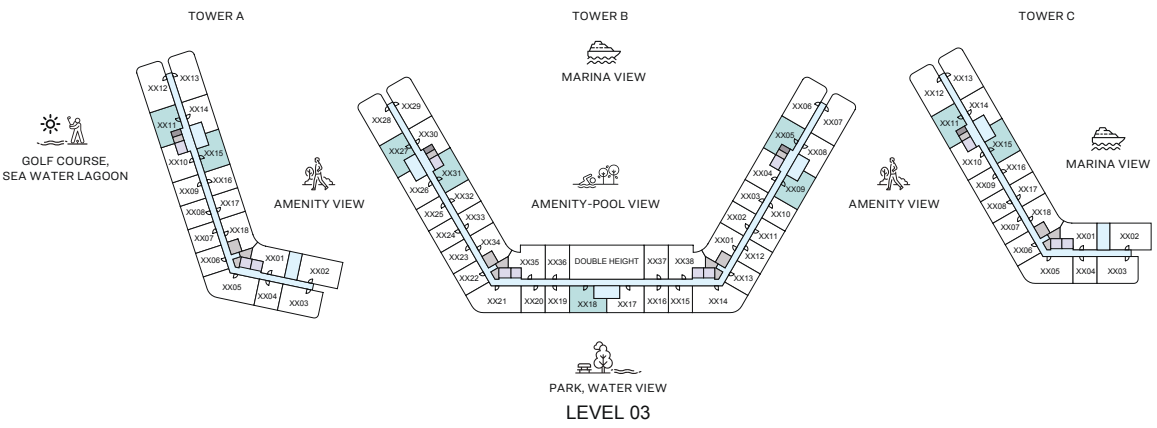 TOWER A
TOWER B
TOWER C
MARINA VIEW
GOLF COURSE,
SEA WATER LAGOON
AMENITY VIEW
AMENITY-POOL VIEW
AMENITY VIEW
MARINA VIEW
XX13
XX12
XX14
XX11
XX15
XX10
XX16
XX09
XX17
XX08
XX18
XX07
XX06
XX01
XX02
XX05
XX04
XX03
XX29
XX28
XX30
XX27
XX31
XX26
XX32
XX25
XX33
XX24
XX34
XX23
XX22
XX35
XX36
DOUBLE HEIGHT
XX37
XX38
XX21
XX20
XX19
XX18
XX17
XX16
XX15
XX14
XX06
XX07
XX05
XX08
XX04
XX09
XX03
XX10
XX02
XX11
XX01
XX12
XX13
XX13
XX12
XX14
XX11
XX15
XX10
XX16
XX09
XX17
XX08
XX18
XX07
XX06
XX01
XX02
XX05
XX04
XX03
PARK, WATER VIEW
LEVEL 03